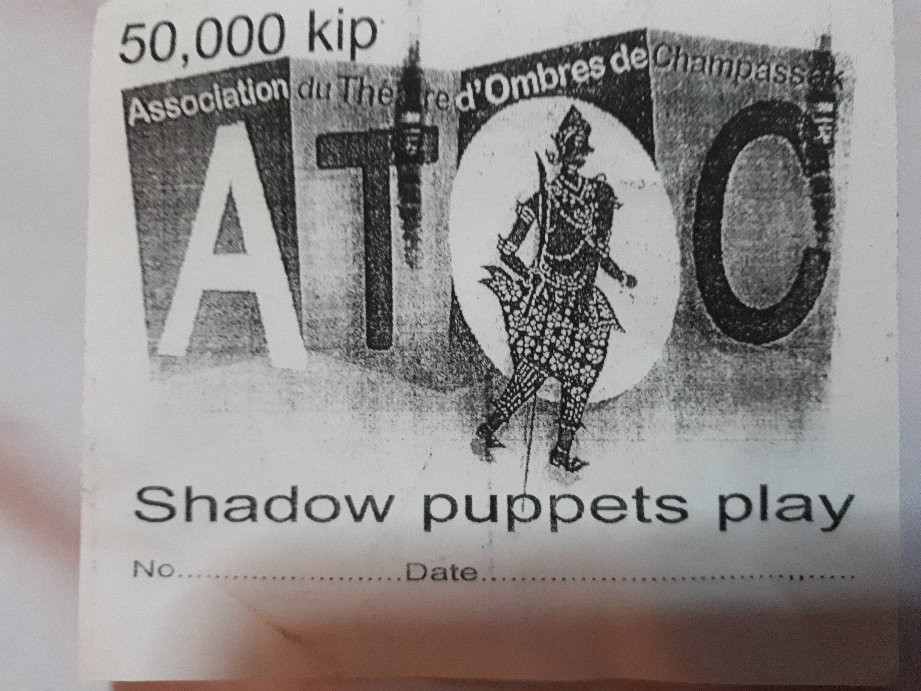 50,000 kip
Association du Théâtre d'Ombres de Champassak
ATOC
Shadow puppets play
No.......................Date......................................